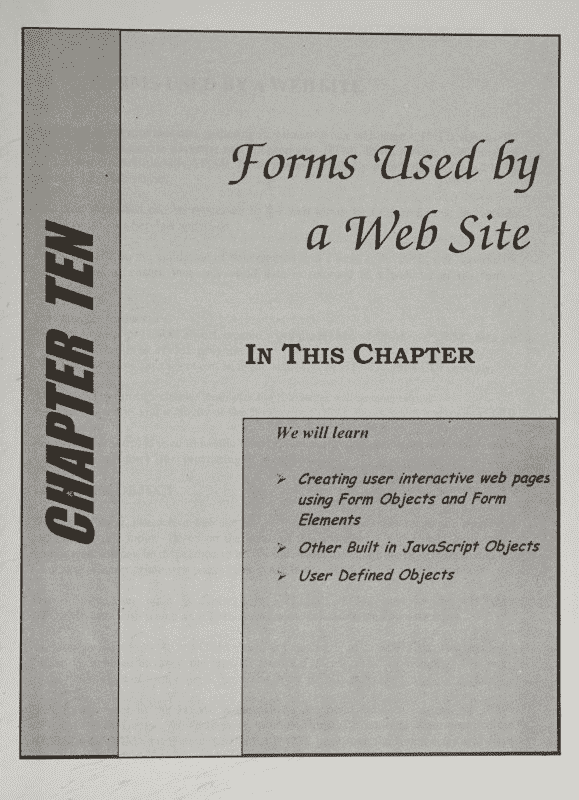 CHAPTER TEN
Forms Used by
a Web Site
IN THIS CHAPTER
We will learn
➢ Creating user interactive web pages
using Form Objects and Form
Elements
➢ Other Built in JavaScript Objects
➢ User Defined Objects